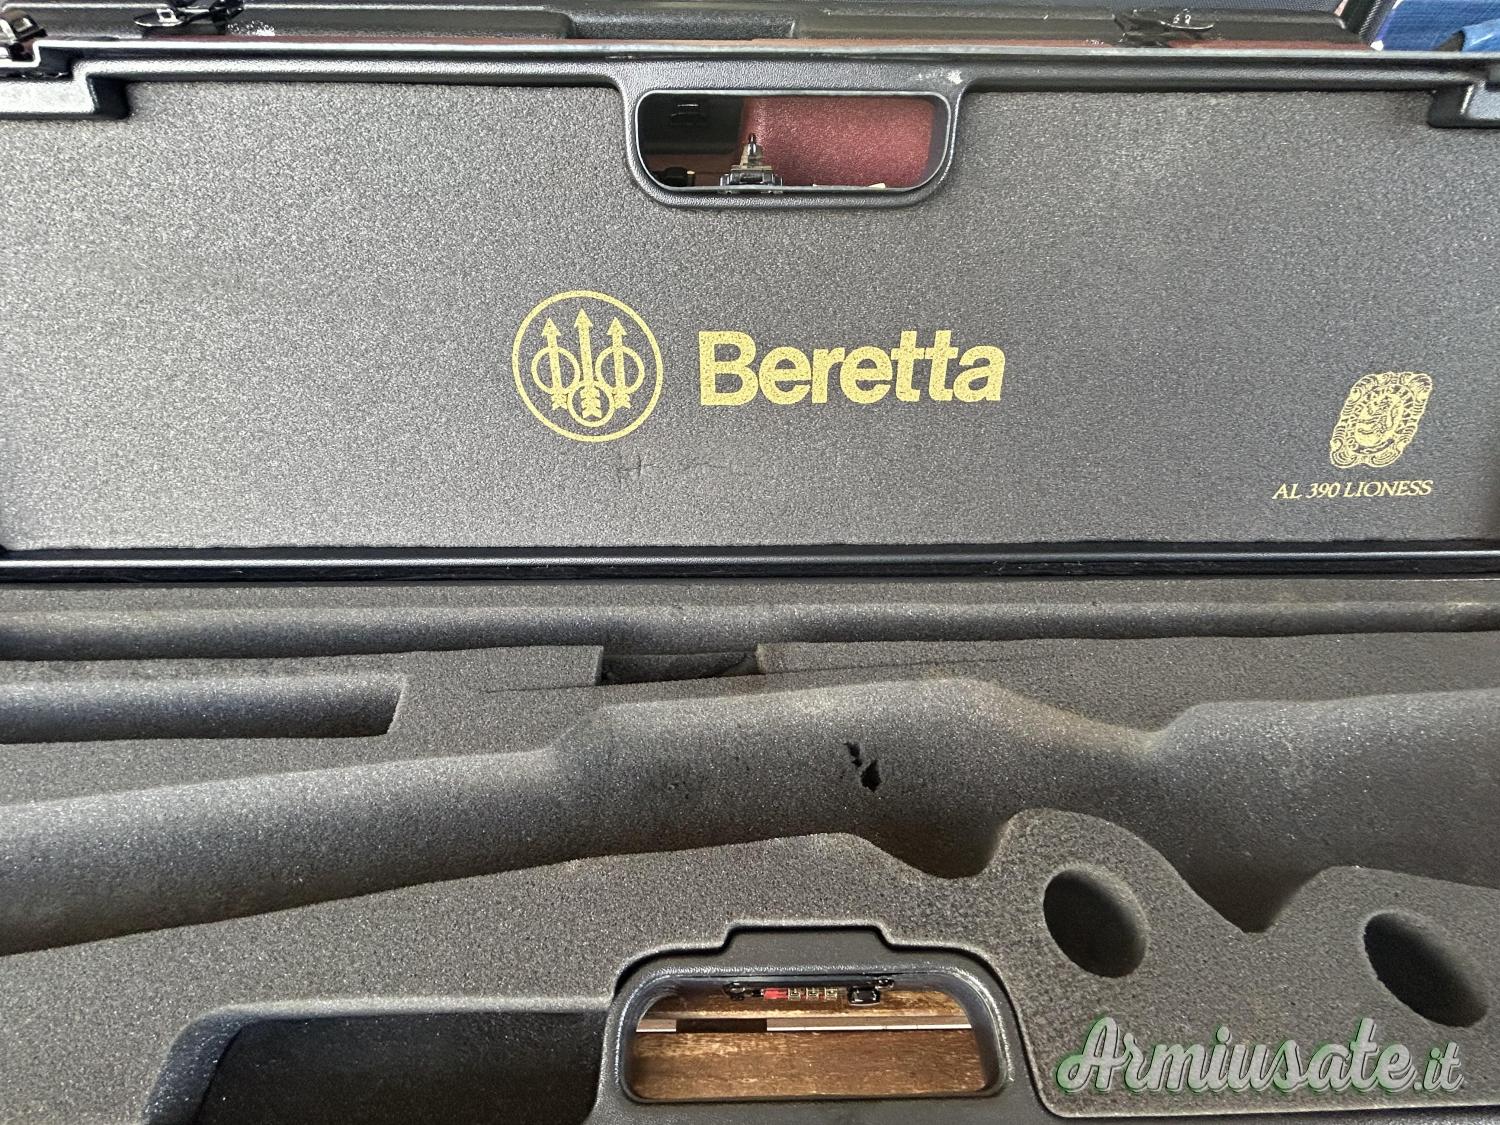 Beretta
AL 390 LIONESS
Armiusate.it